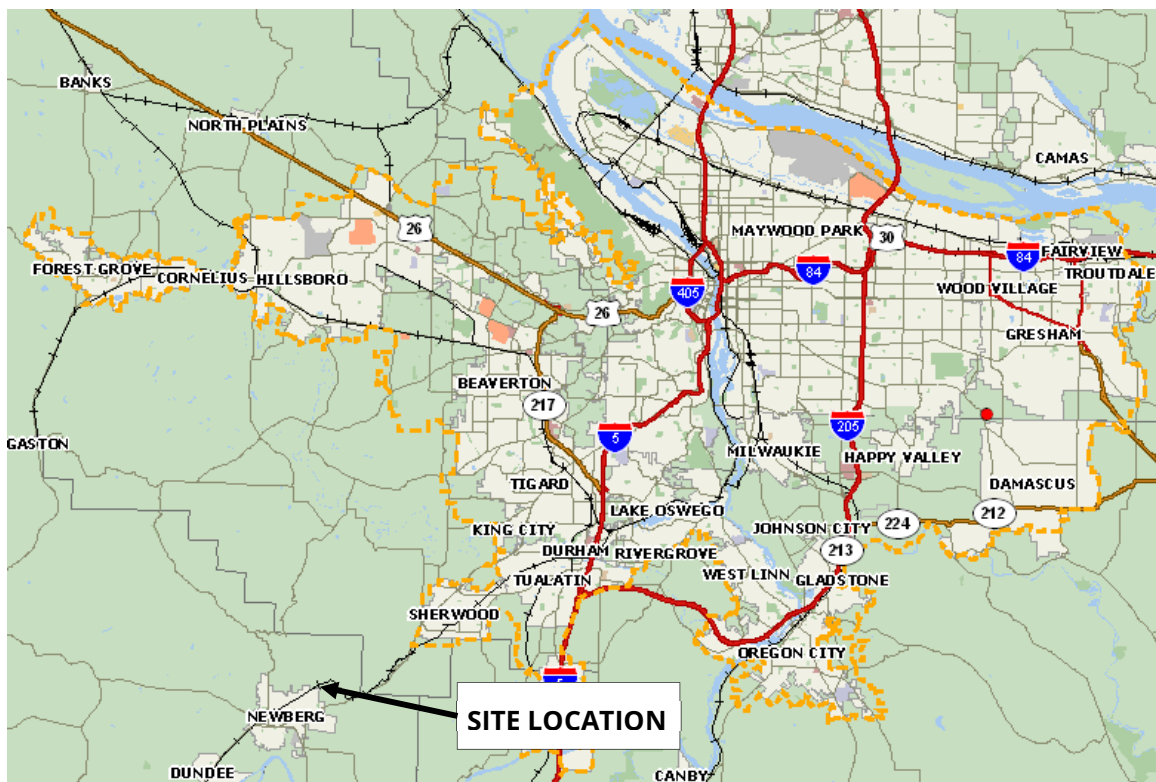 BANKS
NORTH PLAINS
CAMAS
26
MAYWOOD PARK
30
84
84
FAIRVIEW
FOREST GROVE
CORNELIUS
HILLSBORO
TROUTDALE
WOOD VILLAGE
405
26
GRESHAM
BEAVERTON
217
5
205
GASTON
MILWAUKIE
HAPPY VALLEY
TIGARD
DAMASCUS
LAKE OSWEGO
KING CITY
JOHNSON CITY
224
212
DURHAM
RIVERGROVE
213
TUALATIN
WEST LINN
GLADSTONE
SHERWOOD
OREGON CITY
5
NEWBERG
SITE LOCATION
DUNDEE
CANBY